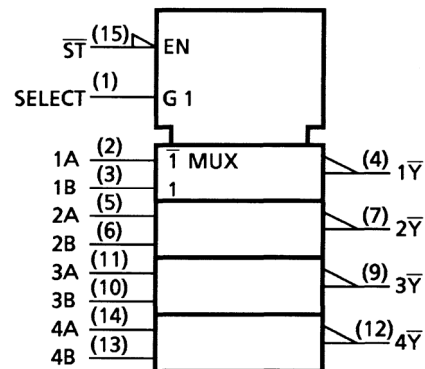 S̅T̅ (15) EN
SELECT (1) G 1
1A (2) 1̅ MUX (4) 1Y̅
1B (3) 1
2A (5) (7) 2Y̅
2B (6)
3A (11) (9) 3Y̅
3B (10)
4A (14) (12) 4Y̅
4B (13)